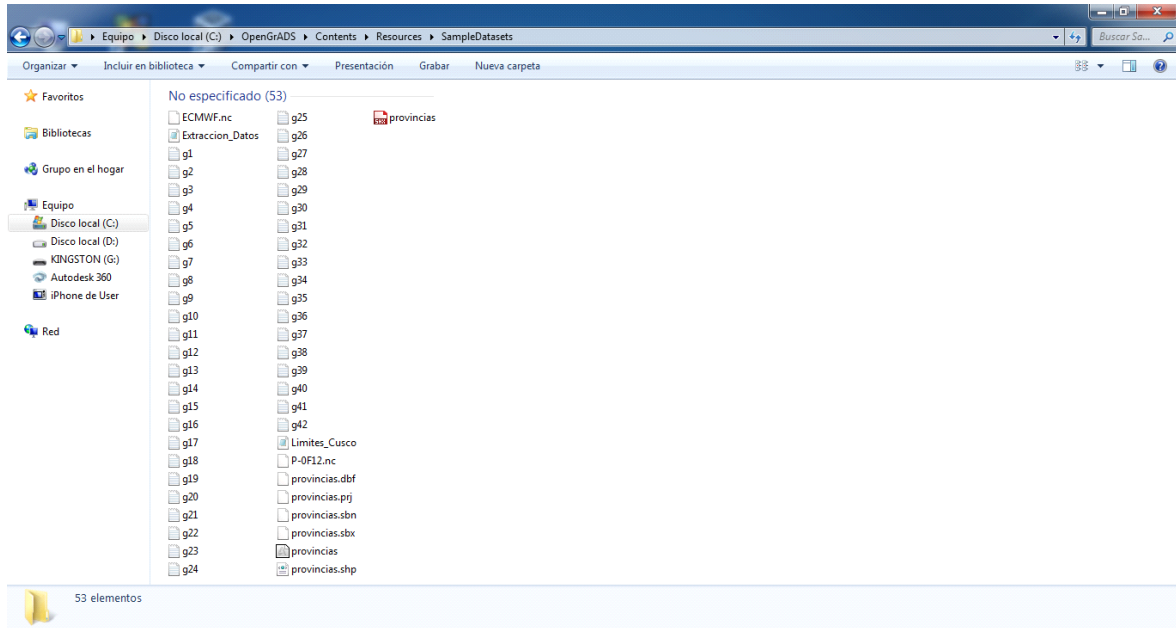 Equipo ▸ Disco local (C:) ▸ OpenGrADS ▸ Contents ▸ Resources ▸ SampleDatasets
Buscar Sa...
Organizar Incluir en biblioteca Compartir con Presentación Grabar Nueva carpeta
Favoritos
Bibliotecas
Grupo en el hogar
Equipo
Disco local (C:)
Disco local (D:)
KINGSTON (G:)
Autodesk 360
iPhone de User
Red
No especificado (53)
ECMWF.nc
Extraccion_Datos
g1
g2
g3
g4
g5
g6
g7
g8
g9
g10
g11
g12
g13
g14
g15
g16
g17
g18
g19
g20
g21
g22
g23
g24
g25
g26
g27
g28
g29
g30
g31
g32
g33
g34
g35
g36
g37
g38
g39
g40
g41
g42
Limites_Cusco
P-0F12.nc
provincias.dbf
provincias.prj
provincias.sbn
provincias.sbx
provincias
provincias.shp
provincias
53 elementos